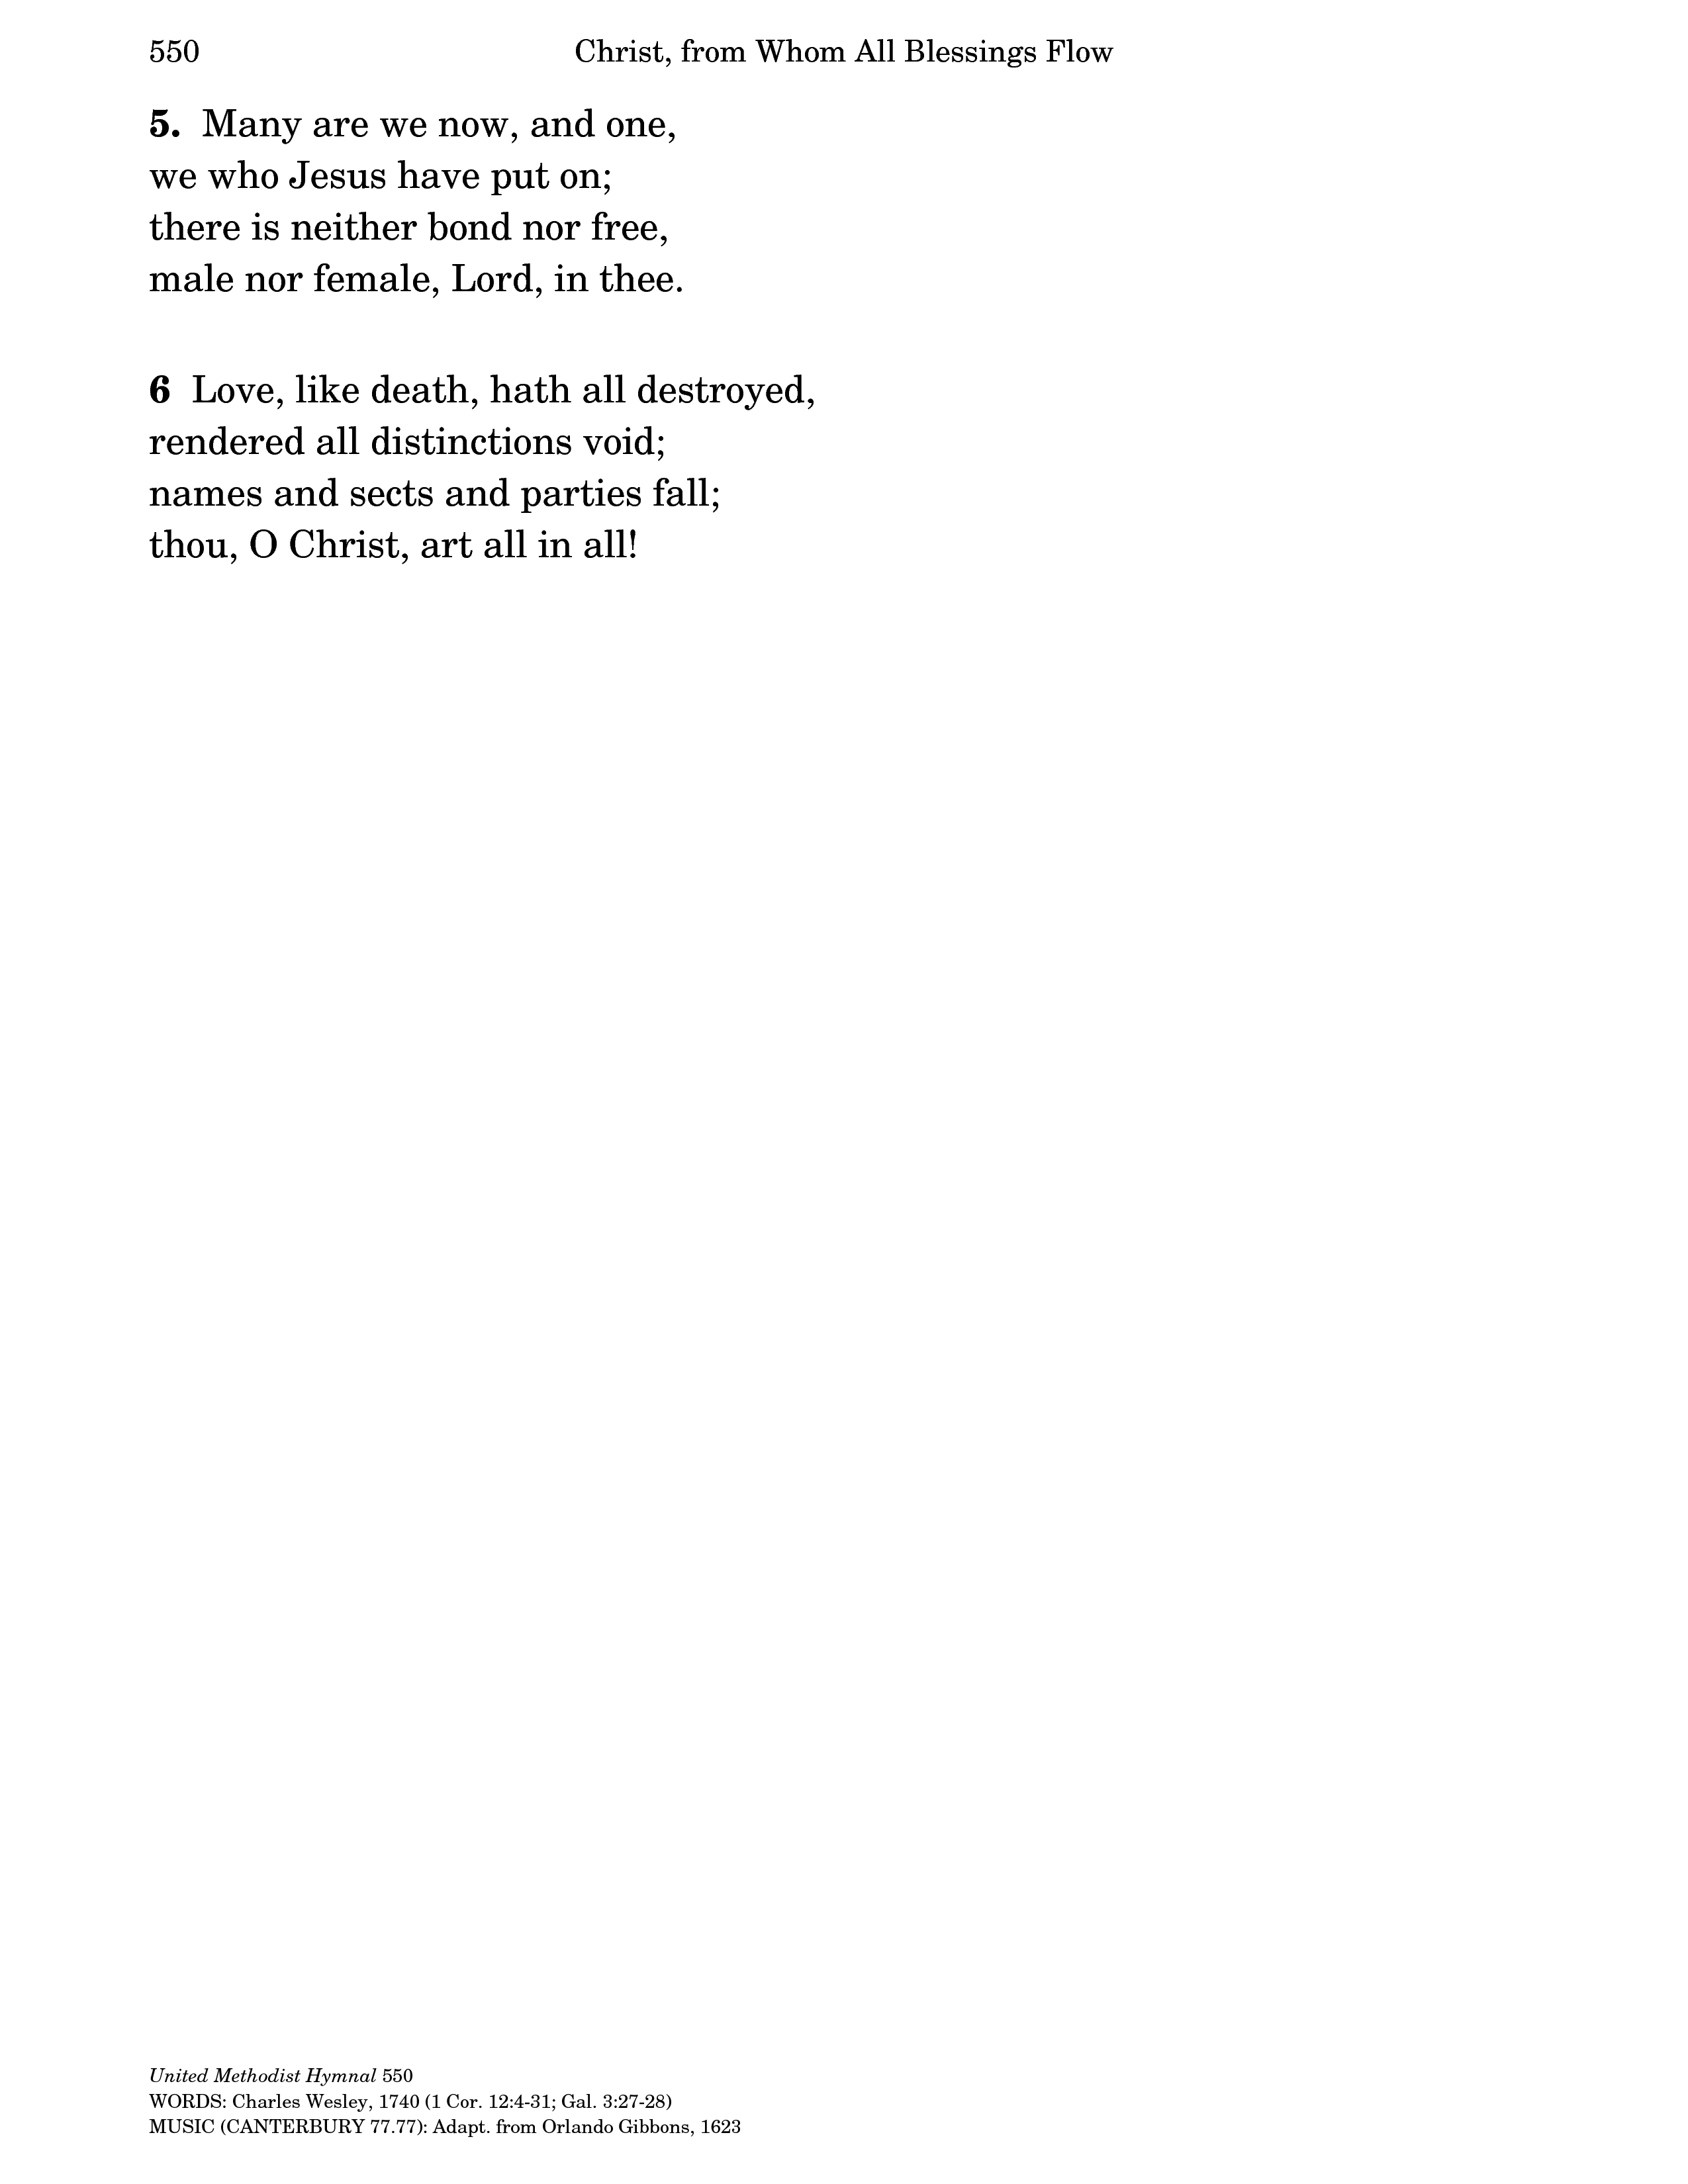 550 Christ, from Whom All Blessings Flow
5. Many are we now, and one,
we who Jesus have put on;
there is neither bond nor free,
male nor female, Lord, in thee.
6 Love, like death, hath all destroyed,
rendered all distinctions void;
names and sects and parties fall;
thou, O Christ, art all in all!
United Methodist Hymnal 550
WORDS: Charles Wesley, 1740 (1 Cor. 12:4-31; Gal. 3:27-28)
MUSIC (CANTERBURY 77.77): Adapt. from Orlando Gibbons, 1623